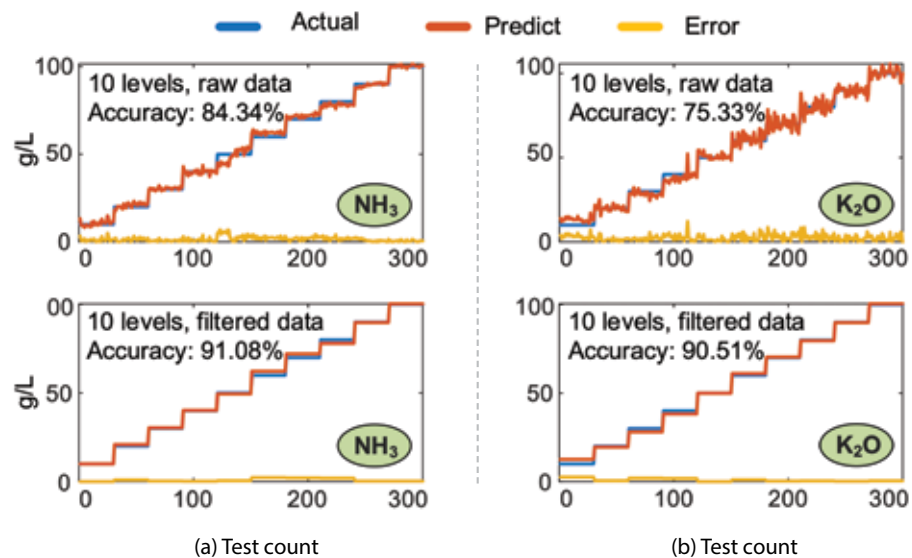 Actual Predict Error
g/L
100
50
0
10 levels, raw data
Accuracy: 84.34%
NH₃
0 100 200 300
100
50
0
10 levels, raw data
Accuracy: 75.33%
K₂O
0 100 200 300
g/L
00
50
0
10 levels, filtered data
Accuracy: 91.08%
NH₃
0 100 200 300
100
50
0
10 levels, filtered data
Accuracy: 90.51%
K₂O
0 100 200 300
(a) Test count
(b) Test count